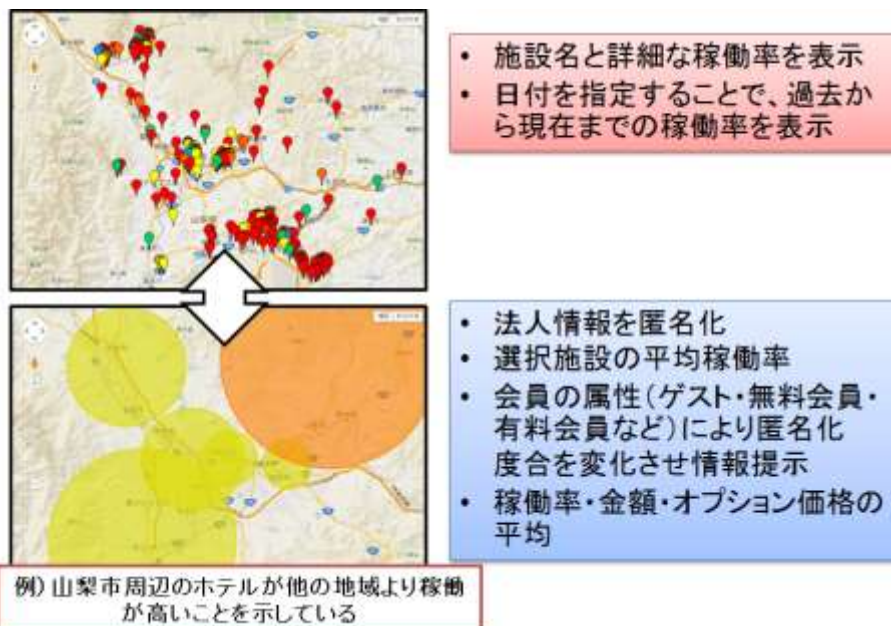 ・ 施設名と詳細な稼働率を表示
・ 日付を指定することで、過去か
ら現在までの稼働率を表示
・ 法人情報を匿名化
・ 選択施設の平均稼働率
・ 会員の属性(ゲスト・無料会員・
有料会員など)により匿名化
度合を変化させ情報提示
・ 稼働率・金額・オプション価格の
平均
例)山梨市周辺のホテルが他の地域より稼働
が高いことを示している